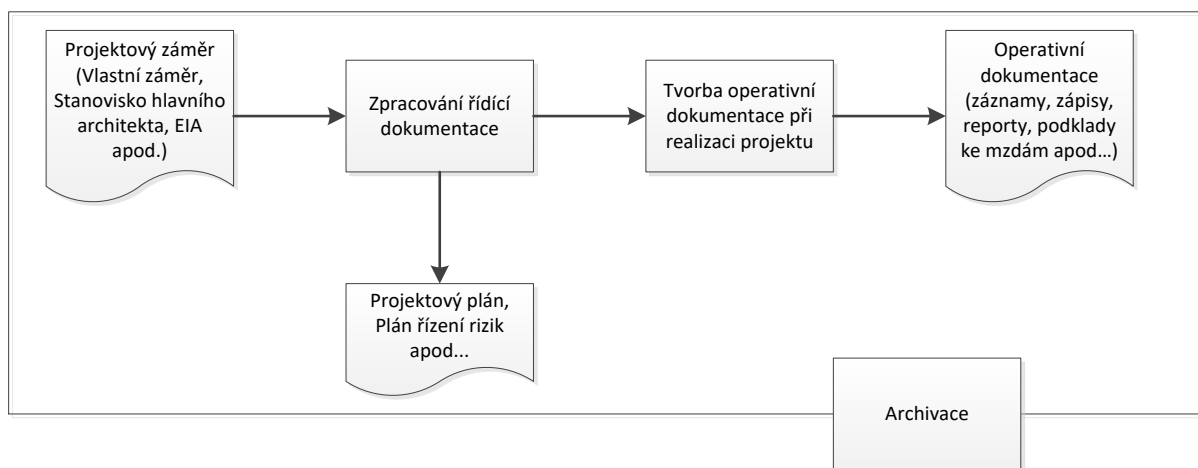 Projektový záměr
(Vlastní záměr,
Stanovisko hlavního
architekta, EIA
apod.)
Zpracování řídící
dokumentace
Tvorba operativní
dokumentace při
realizaci projektu
Operativní
dokumentace
(záznamy, zápisy,
reporty, podklady
ke mzdám apod…)
Projektový plán,
Plán řízení rizik
apod...
Archivace